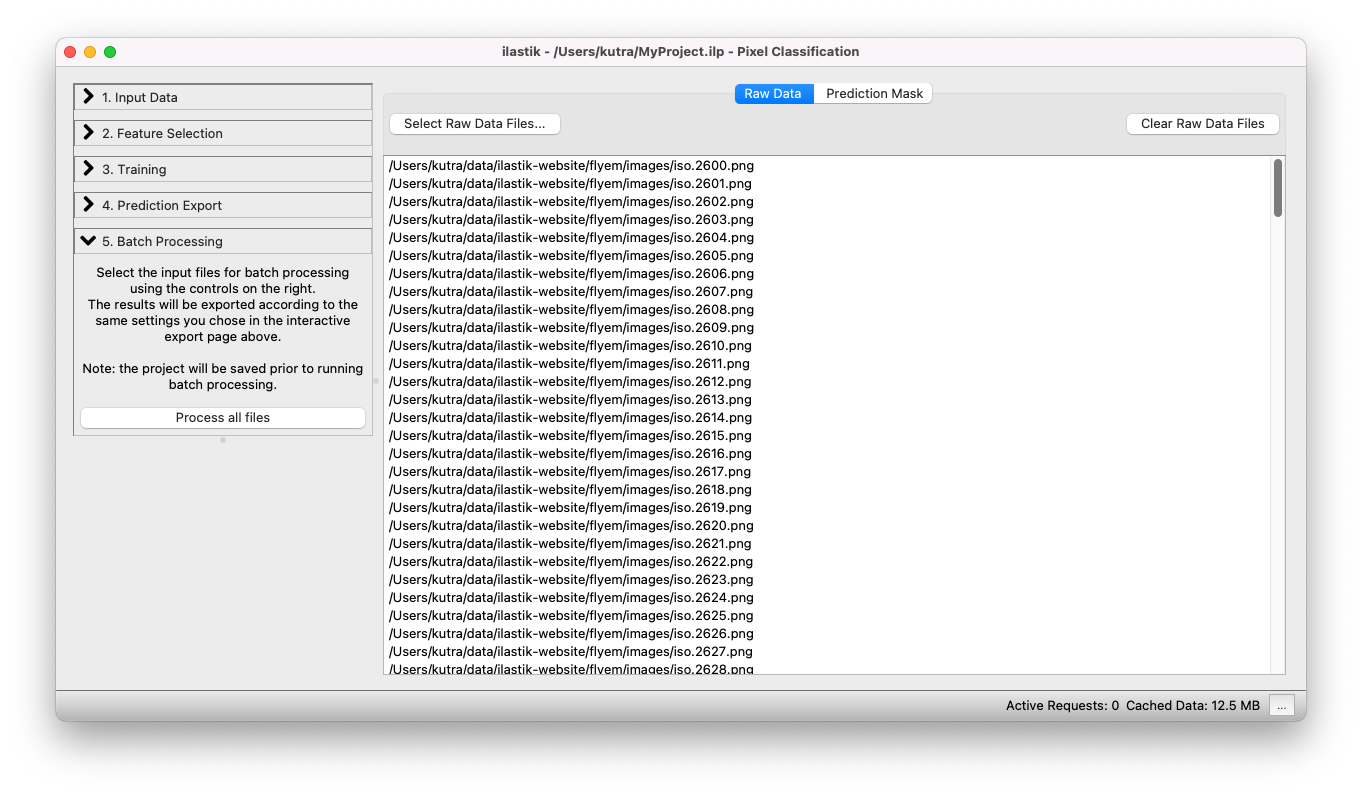 ilastik - /Users/kutra/MyProject.ilp - Pixel Classification
1. Input Data
2. Feature Selection
3. Training
4. Prediction Export
5. Batch Processing
Select the input files for batch processing
using the controls on the right.
The results will be exported according to the
same settings you chose in the interactive
export page above.
Note: the project will be saved prior to running
batch processing.
Process all files
Raw Data Prediction Mask
Select Raw Data Files... Clear Raw Data Files
/Users/kutra/data/ilastik-website/flyem/images/iso.2600.png
/Users/kutra/data/ilastik-website/flyem/images/iso.2601.png
/Users/kutra/data/ilastik-website/flyem/images/iso.2602.png
/Users/kutra/data/ilastik-website/flyem/images/iso.2603.png
/Users/kutra/data/ilastik-website/flyem/images/iso.2604.png
/Users/kutra/data/ilastik-website/flyem/images/iso.2605.png
/Users/kutra/data/ilastik-website/flyem/images/iso.2606.png
/Users/kutra/data/ilastik-website/flyem/images/iso.2607.png
/Users/kutra/data/ilastik-website/flyem/images/iso.2608.png
/Users/kutra/data/ilastik-website/flyem/images/iso.2609.png
/Users/kutra/data/ilastik-website/flyem/images/iso.2610.png
/Users/kutra/data/ilastik-website/flyem/images/iso.2611.png
/Users/kutra/data/ilastik-website/flyem/images/iso.2612.png
/Users/kutra/data/ilastik-website/flyem/images/iso.2613.png
/Users/kutra/data/ilastik-website/flyem/images/iso.2614.png
/Users/kutra/data/ilastik-website/flyem/images/iso.2615.png
/Users/kutra/data/ilastik-website/flyem/images/iso.2616.png
/Users/kutra/data/ilastik-website/flyem/images/iso.2617.png
/Users/kutra/data/ilastik-website/flyem/images/iso.2618.png
/Users/kutra/data/ilastik-website/flyem/images/iso.2619.png
/Users/kutra/data/ilastik-website/flyem/images/iso.2620.png
/Users/kutra/data/ilastik-website/flyem/images/iso.2621.png
/Users/kutra/data/ilastik-website/flyem/images/iso.2622.png
/Users/kutra/data/ilastik-website/flyem/images/iso.2623.png
/Users/kutra/data/ilastik-website/flyem/images/iso.2624.png
/Users/kutra/data/ilastik-website/flyem/images/iso.2625.png
/Users/kutra/data/ilastik-website/flyem/images/iso.2626.png
/Users/kutra/data/ilastik-website/flyem/images/iso.2627.png
/Users/kutra/data/ilastik-website/flyem/images/iso.2628.png
Active Requests: 0 Cached Data: 12.5 MB ...